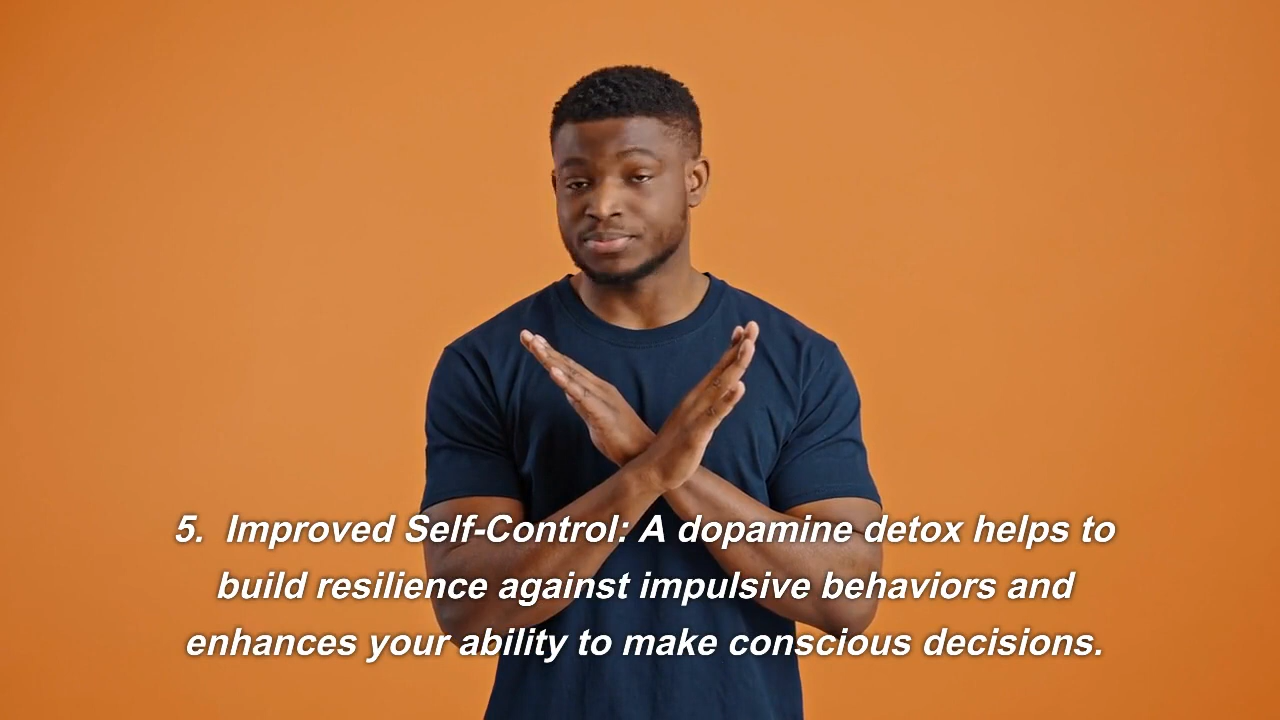 5.  Improved Self-Control: A dopamine detox helps to
build resilience against impulsive behaviors and
enhances your ability to make conscious decisions.